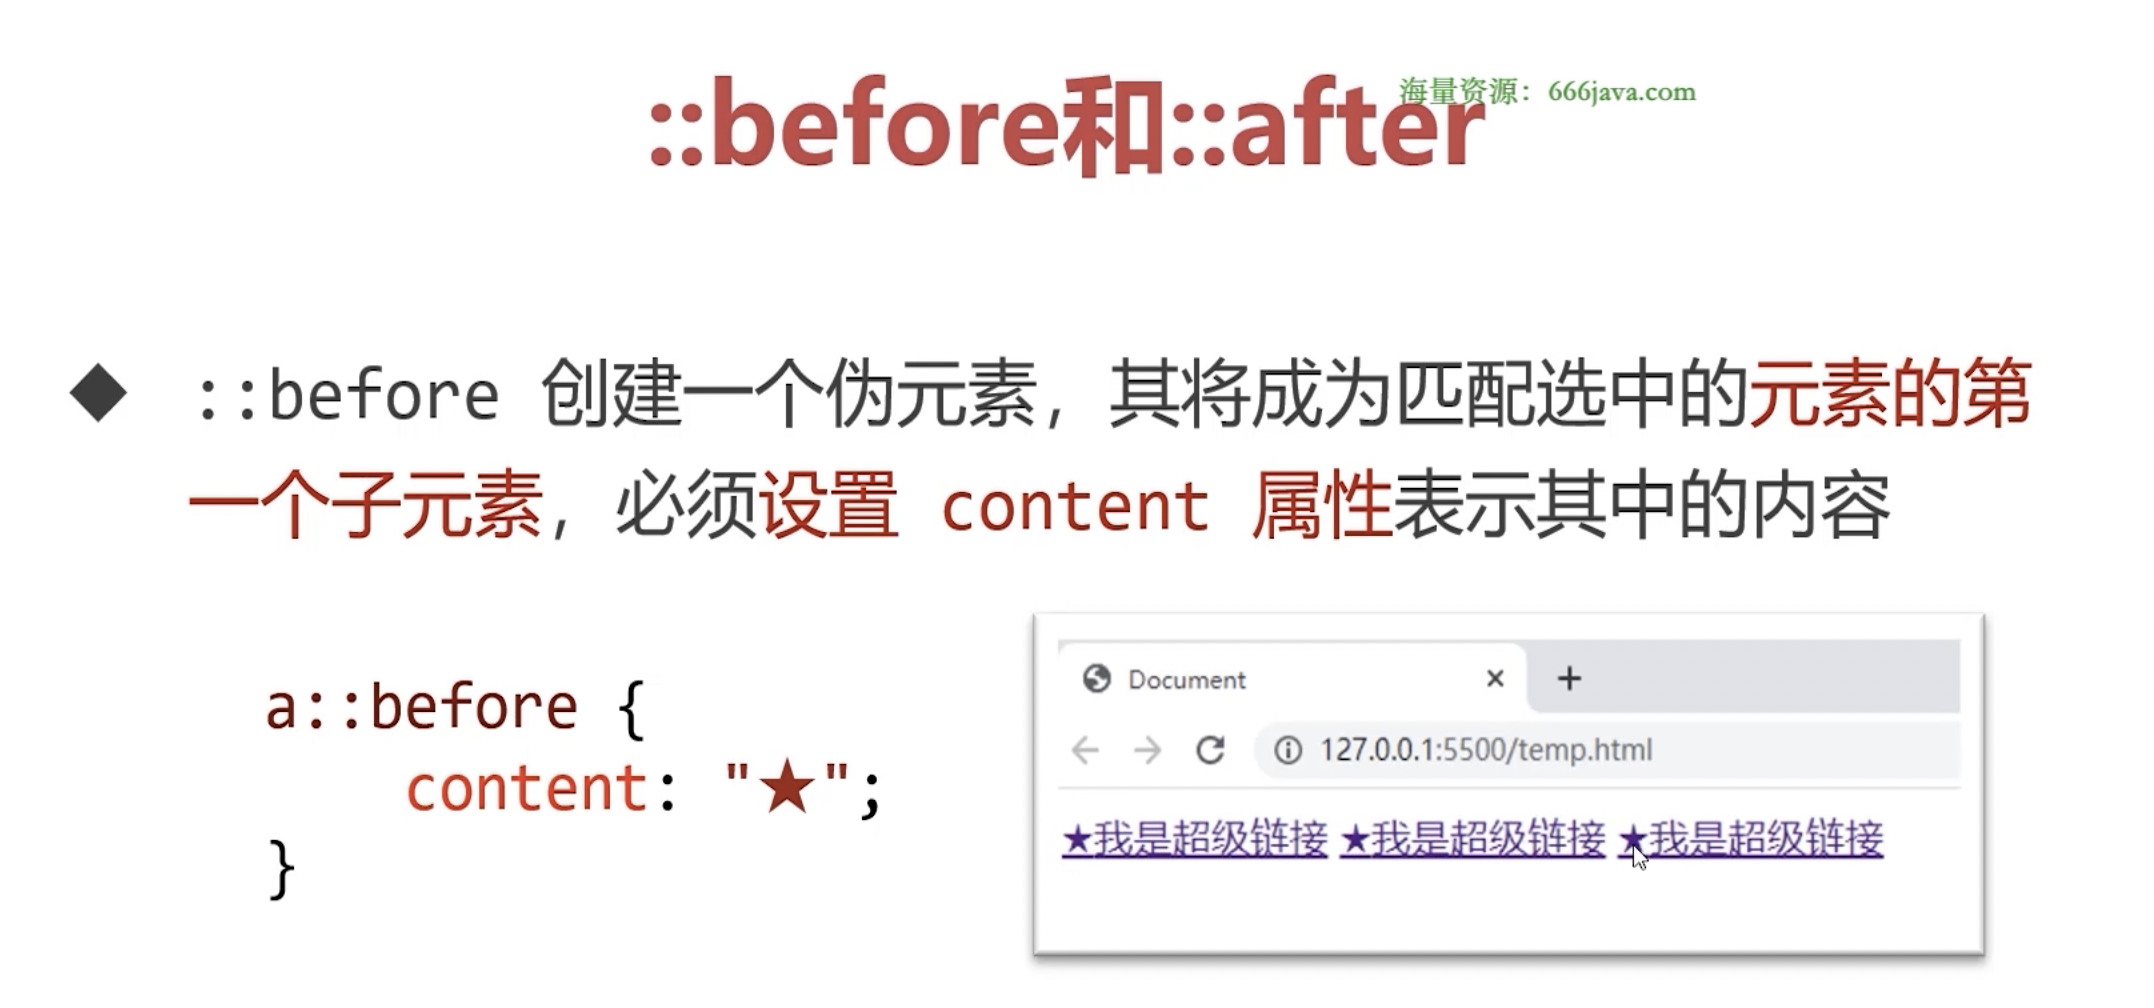 ::before和::after
海量资源：666java.com
◆ ::before 创建一个伪元素，其将成为匹配选中的元素的第
一个子元素，必须设置 content 属性表示其中的内容
a::before {
content: "★";
}
Document
127.0.0.1:5500/temp.html
★我是超级链接 ★我是超级链接 ★我是超级链接